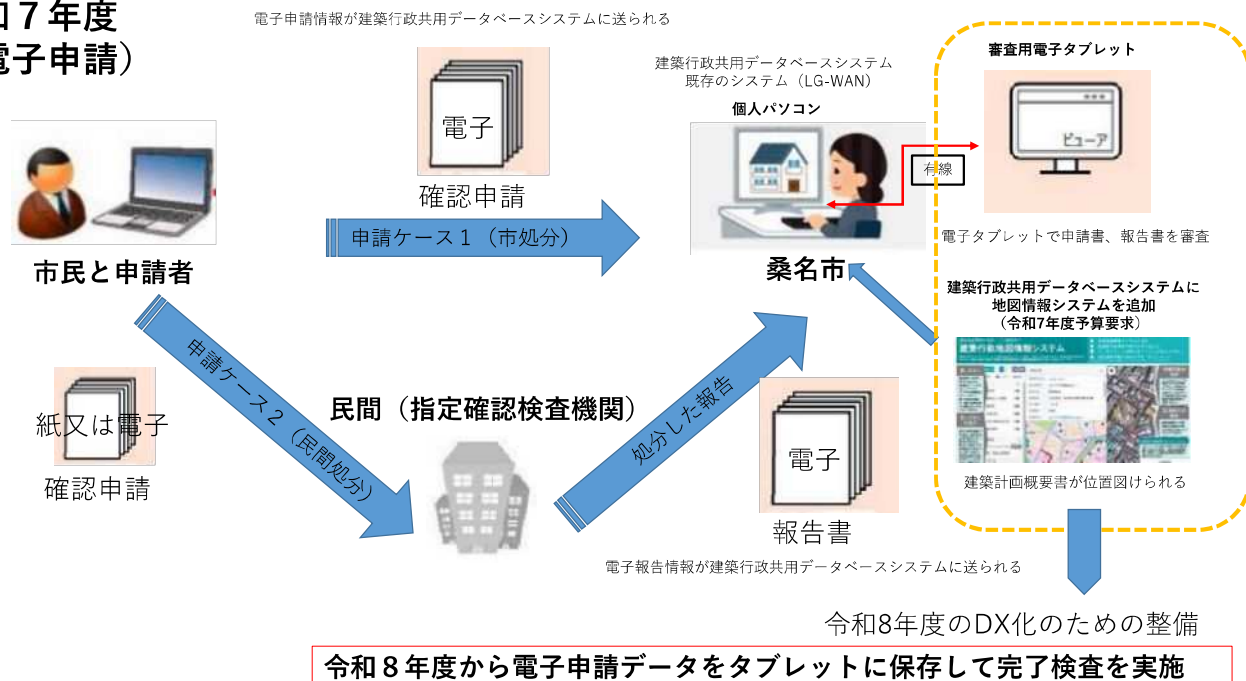 和７年度
電子申請）
電子申請情報が建築行政共用データベースシステムに送られる
電子
確認申請
申請ケース１（市処分）
市民と申請者
建築行政共用データベースシステム
既存のシステム（LG-WAN）
個人パソコン
桑名市
有線
審査用電子タブレット
ビューア
電子タブレットで申請書、報告書を審査
建築行政共用データベースシステムに
地図情報システムを追加
（令和7年度予算要求）
建築行政地図情報システム
建築計画概要書が位置図けられる
申請ケース２（民間処分）
紙又は電子
確認申請
民間（指定確認検査機関）
処分した報告
電子
報告書
電子報告情報が建築行政共用データベースシステムに送られる
令和8年度のDX化のための整備
令和８年度から電子申請データをタブレットに保存して完了検査を実施